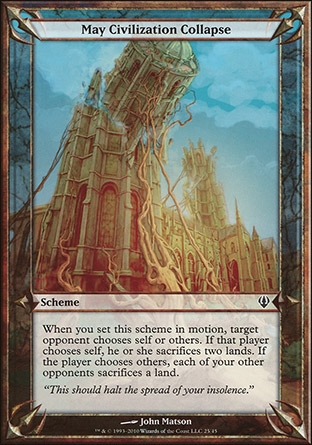 May Civilization Collapse
Scheme
When you set this scheme in motion, target
opponent chooses self or others. If that player
chooses self, he or she sacrifices two lands. If
the player chooses others, each of your other
opponents sacrifices a land.
“This should halt the spread of your insolence.”
John Matson
™ & © 1993-2010 Wizards of the Coast LLC 25/45